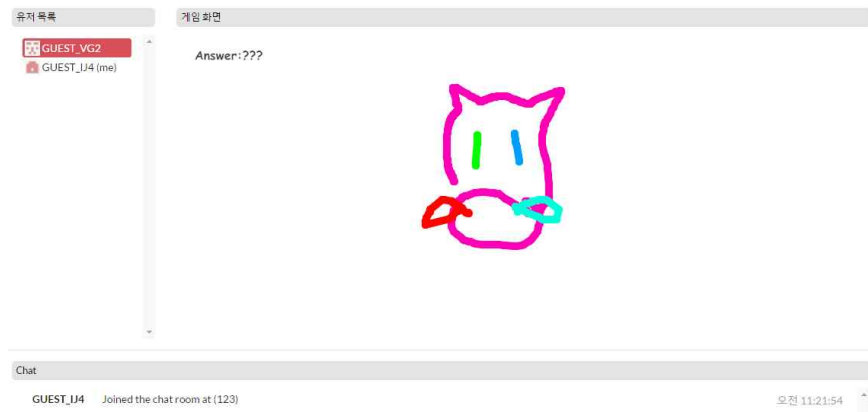 유저 목록
게임 화면
GUEST_VG2
GUEST_IJ4 (me)
Answer:???
Chat
GUEST_IJ4 Joined the chat room at (123) 오전 11:21:54